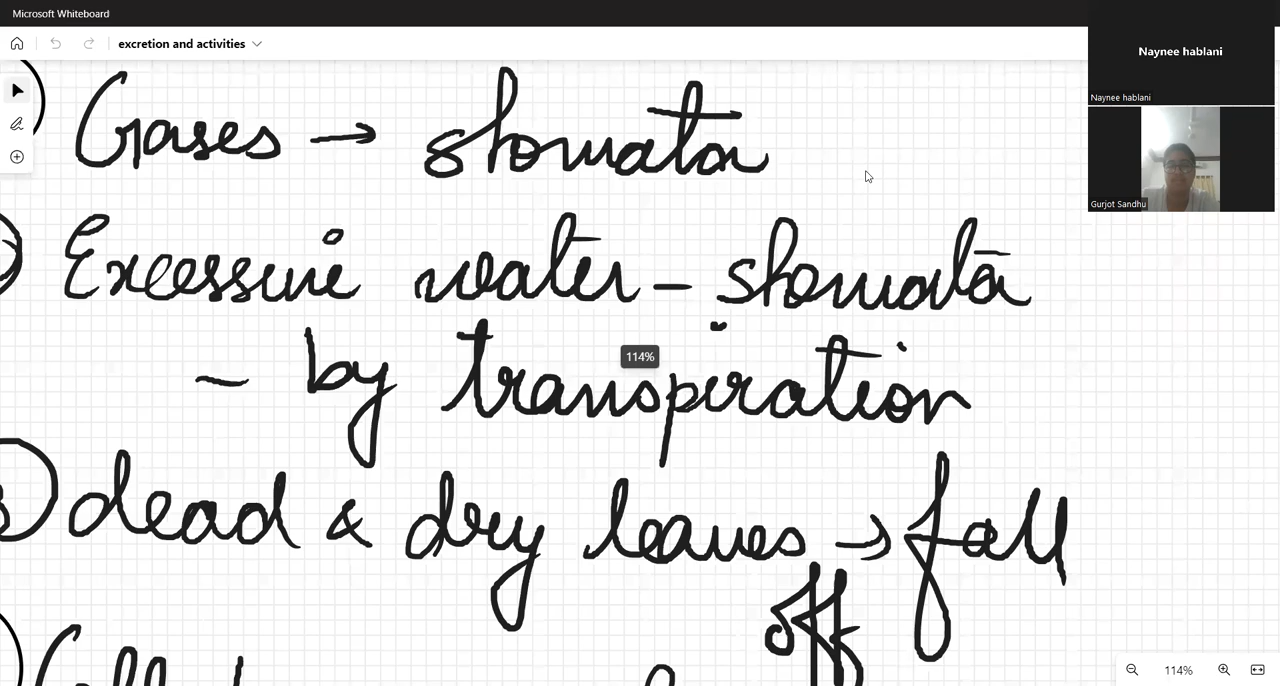 Microsoft Whiteboard
excretion and activities
Naynee hablani
Naynee hablani
Gurjot Sandhu
Gases → stomata
Excessive water - stomata
- by transpiration
114%
dead & dry leaves → fall
off
114%